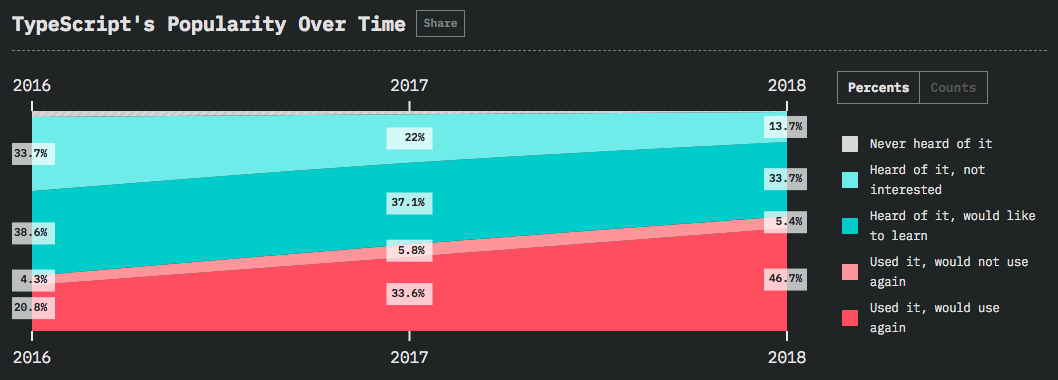 TypeScript's Popularity Over Time Share
2016 2017 2018
Percents Counts
13.7%
22%
33.7%
Never heard of it
Heard of it, not
interested
33.7%
37.1%
Heard of it, would like
to learn
38.6%
5.4%
5.8%
Used it, would not use
again
4.3%
46.7%
33.6%
20.8%
Used it, would use
again
2016 2017 2018